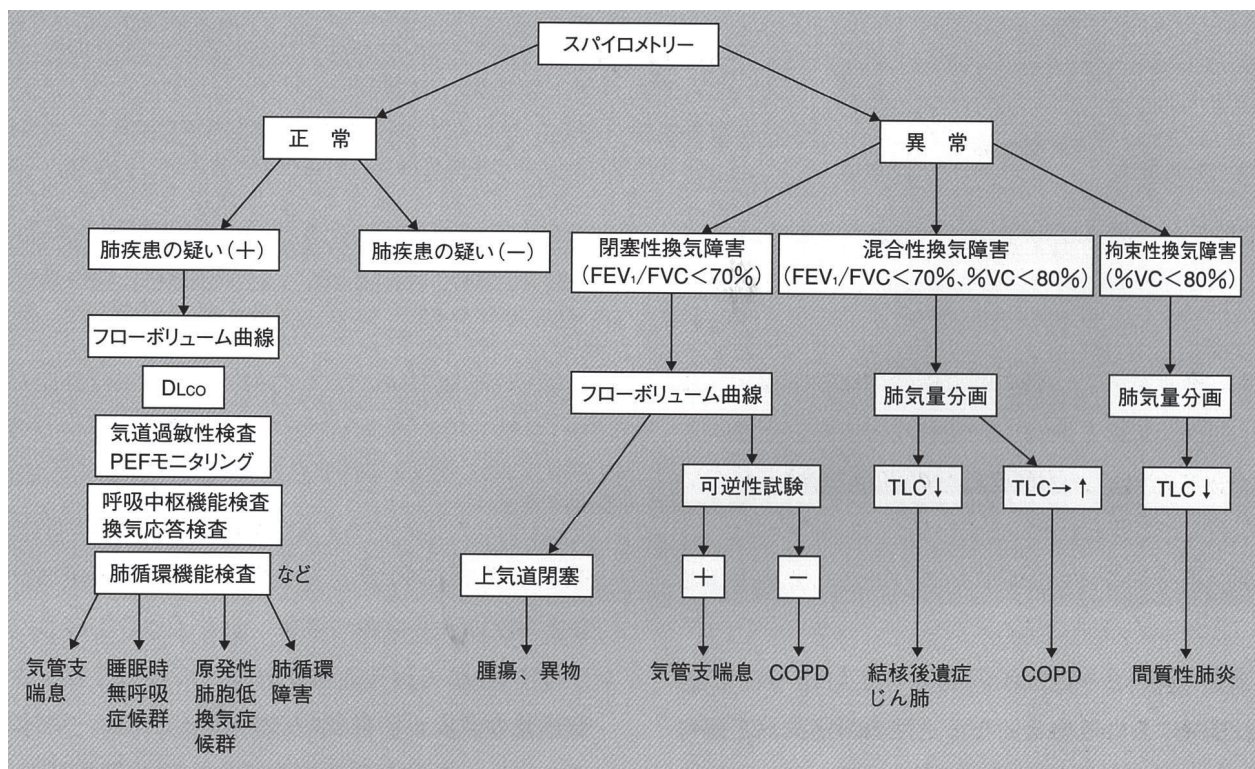 スパイロメトリー
正 常
異 常
肺疾患の疑い(+)
肺疾患の疑い(-)
閉塞性換気障害
(FEV₁/FVC<70%)
混合性換気障害
(FEV₁/FVC<70%、%VC<80%)
拘束性換気障害
(%VC<80%)
フローボリューム曲線
DLCO
気道過敏性検査
PEFモニタリング
呼吸中枢機能検査
換気応答検査
肺循環機能検査 など
気管支
喘息
睡眠時
無呼吸
症候群
原発性
肺胞低
換気症
候群
肺循環
障害
フローボリューム曲線
可逆性試験
上気道閉塞
+
-
腫瘍、異物
気管支喘息
COPD
肺気量分画
TLC↓
TLC→↑
結核後遺症
じん肺
COPD
肺気量分画
TLC↓
間質性肺炎